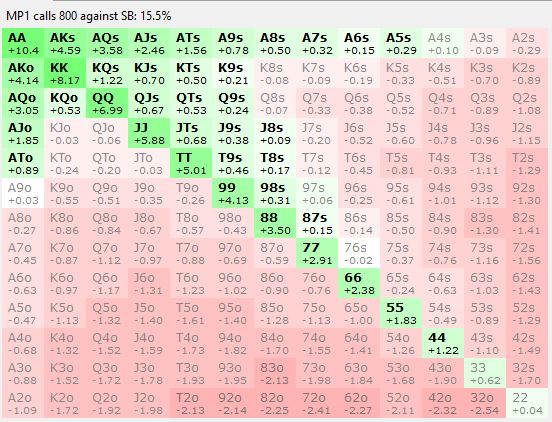 MP1 calls 800 against SB: 15.5%
AA AKs AQs AJs ATs A9s A8s A7s A6s A5s A4s A3s A2s
+10.4 +4.59 +3.58 +2.46 +1.56 +0.78 +0.50 +0.32 +0.15 +0.29 +0.10 -0.09 -0.29
AKo KK KQs KJs KTs K9s K8s K7s K6s K5s K4s K3s K2s
+4.14 +8.17 +1.22 +0.70 +0.50 +0.21 -0.08 -0.09 -0.19 -0.33 -0.51 -0.70 -0.89
AQo KQo QQ QJs QTs Q9s Q8s Q7s Q6s Q5s Q4s Q3s Q2s
+3.05 +0.53 +6.99 +0.67 +0.53 +0.24 -0.07 -0.33 -0.38 -0.52 -0.71 -0.89 -1.08
AJo KJo QJo JJ JTs J9s J8s J7s J6s J5s J4s J3s J2s
+1.85 -0.03 -0.06 +5.88 +0.68 +0.38 +0.09 -0.20 -0.52 -0.60 -0.78 -0.96 -1.15
ATo KTo QTo JTo TT T9s T8s T7s T6s T5s T4s T3s T2s
+0.89 -0.24 -0.20 -0.03 +5.01 +0.46 +0.17 -0.12 -0.45 -0.81 -0.93 -1.11 -1.29
A9o K9o Q9o J9o T9o 99 98s 97s 96s 95s 94s 93s 92s
+0.03 -0.55 -0.51 -0.35 -0.26 +4.13 +0.31 +0.06 -0.25 -0.61 -1.01 -1.12 -1.30
A8o K8o Q8o J8o T8o 98o 88 87s 86s 85s 84s 83s 82s
-0.27 -0.86 -0.84 -0.67 -0.57 -0.43 +3.50 +0.15 -0.14 -0.50 -0.90 -1.30 -1.41
A7o K7o Q7o J7o T7o 97o 87o 77 76s 75s 74s 73s 72s
-0.45 -0.87 -1.12 -0.97 -0.88 -0.69 -0.59 +2.91 -0.02 -0.37 -0.76 -1.16 -1.56
A6o K6o Q6o J6o T6o 96o 86o 76o 66 65s 64s 63s 62s
-0.63 -0.97 -1.17 -1.31 -1.23 -1.02 -0.90 -0.76 +2.38 -0.24 -0.63 -1.03 -1.43
A5o K5o Q5o J5o T5o 95o 85o 75o 65o 55 54s 53s 52s
-0.47 -1.13 -1.32 -1.40 -1.61 -1.40 -1.28 -1.13 -1.00 +1.83 -0.49 -0.89 -1.29
A4o K4o Q4o J4o T4o 94o 84o 74o 64o 54o 44 43s 42s
-0.68 -1.32 -1.52 -1.59 -1.73 -1.82 -1.70 -1.55 -1.41 -1.26 +1.22 -1.10 -1.49
A3o K3o Q3o J3o T3o 93o 83o 73o 63o 53o 43o 33 32s
-0.88 -1.72 -1.72 -1.78 -1.93 -1.95 -2.13 -1.98 -1.84 -1.68 -1.90 +0.62 -1.70
A2o K2o Q2o J2o T2o 92o 82o 72o 62o 52o 42o 32o 22
-1.09 -1.72 -1.92 -1.98 -2.13 -2.14 -2.25 -2.41 -2.27 -2.11 -2.32 -2.54 +0.04